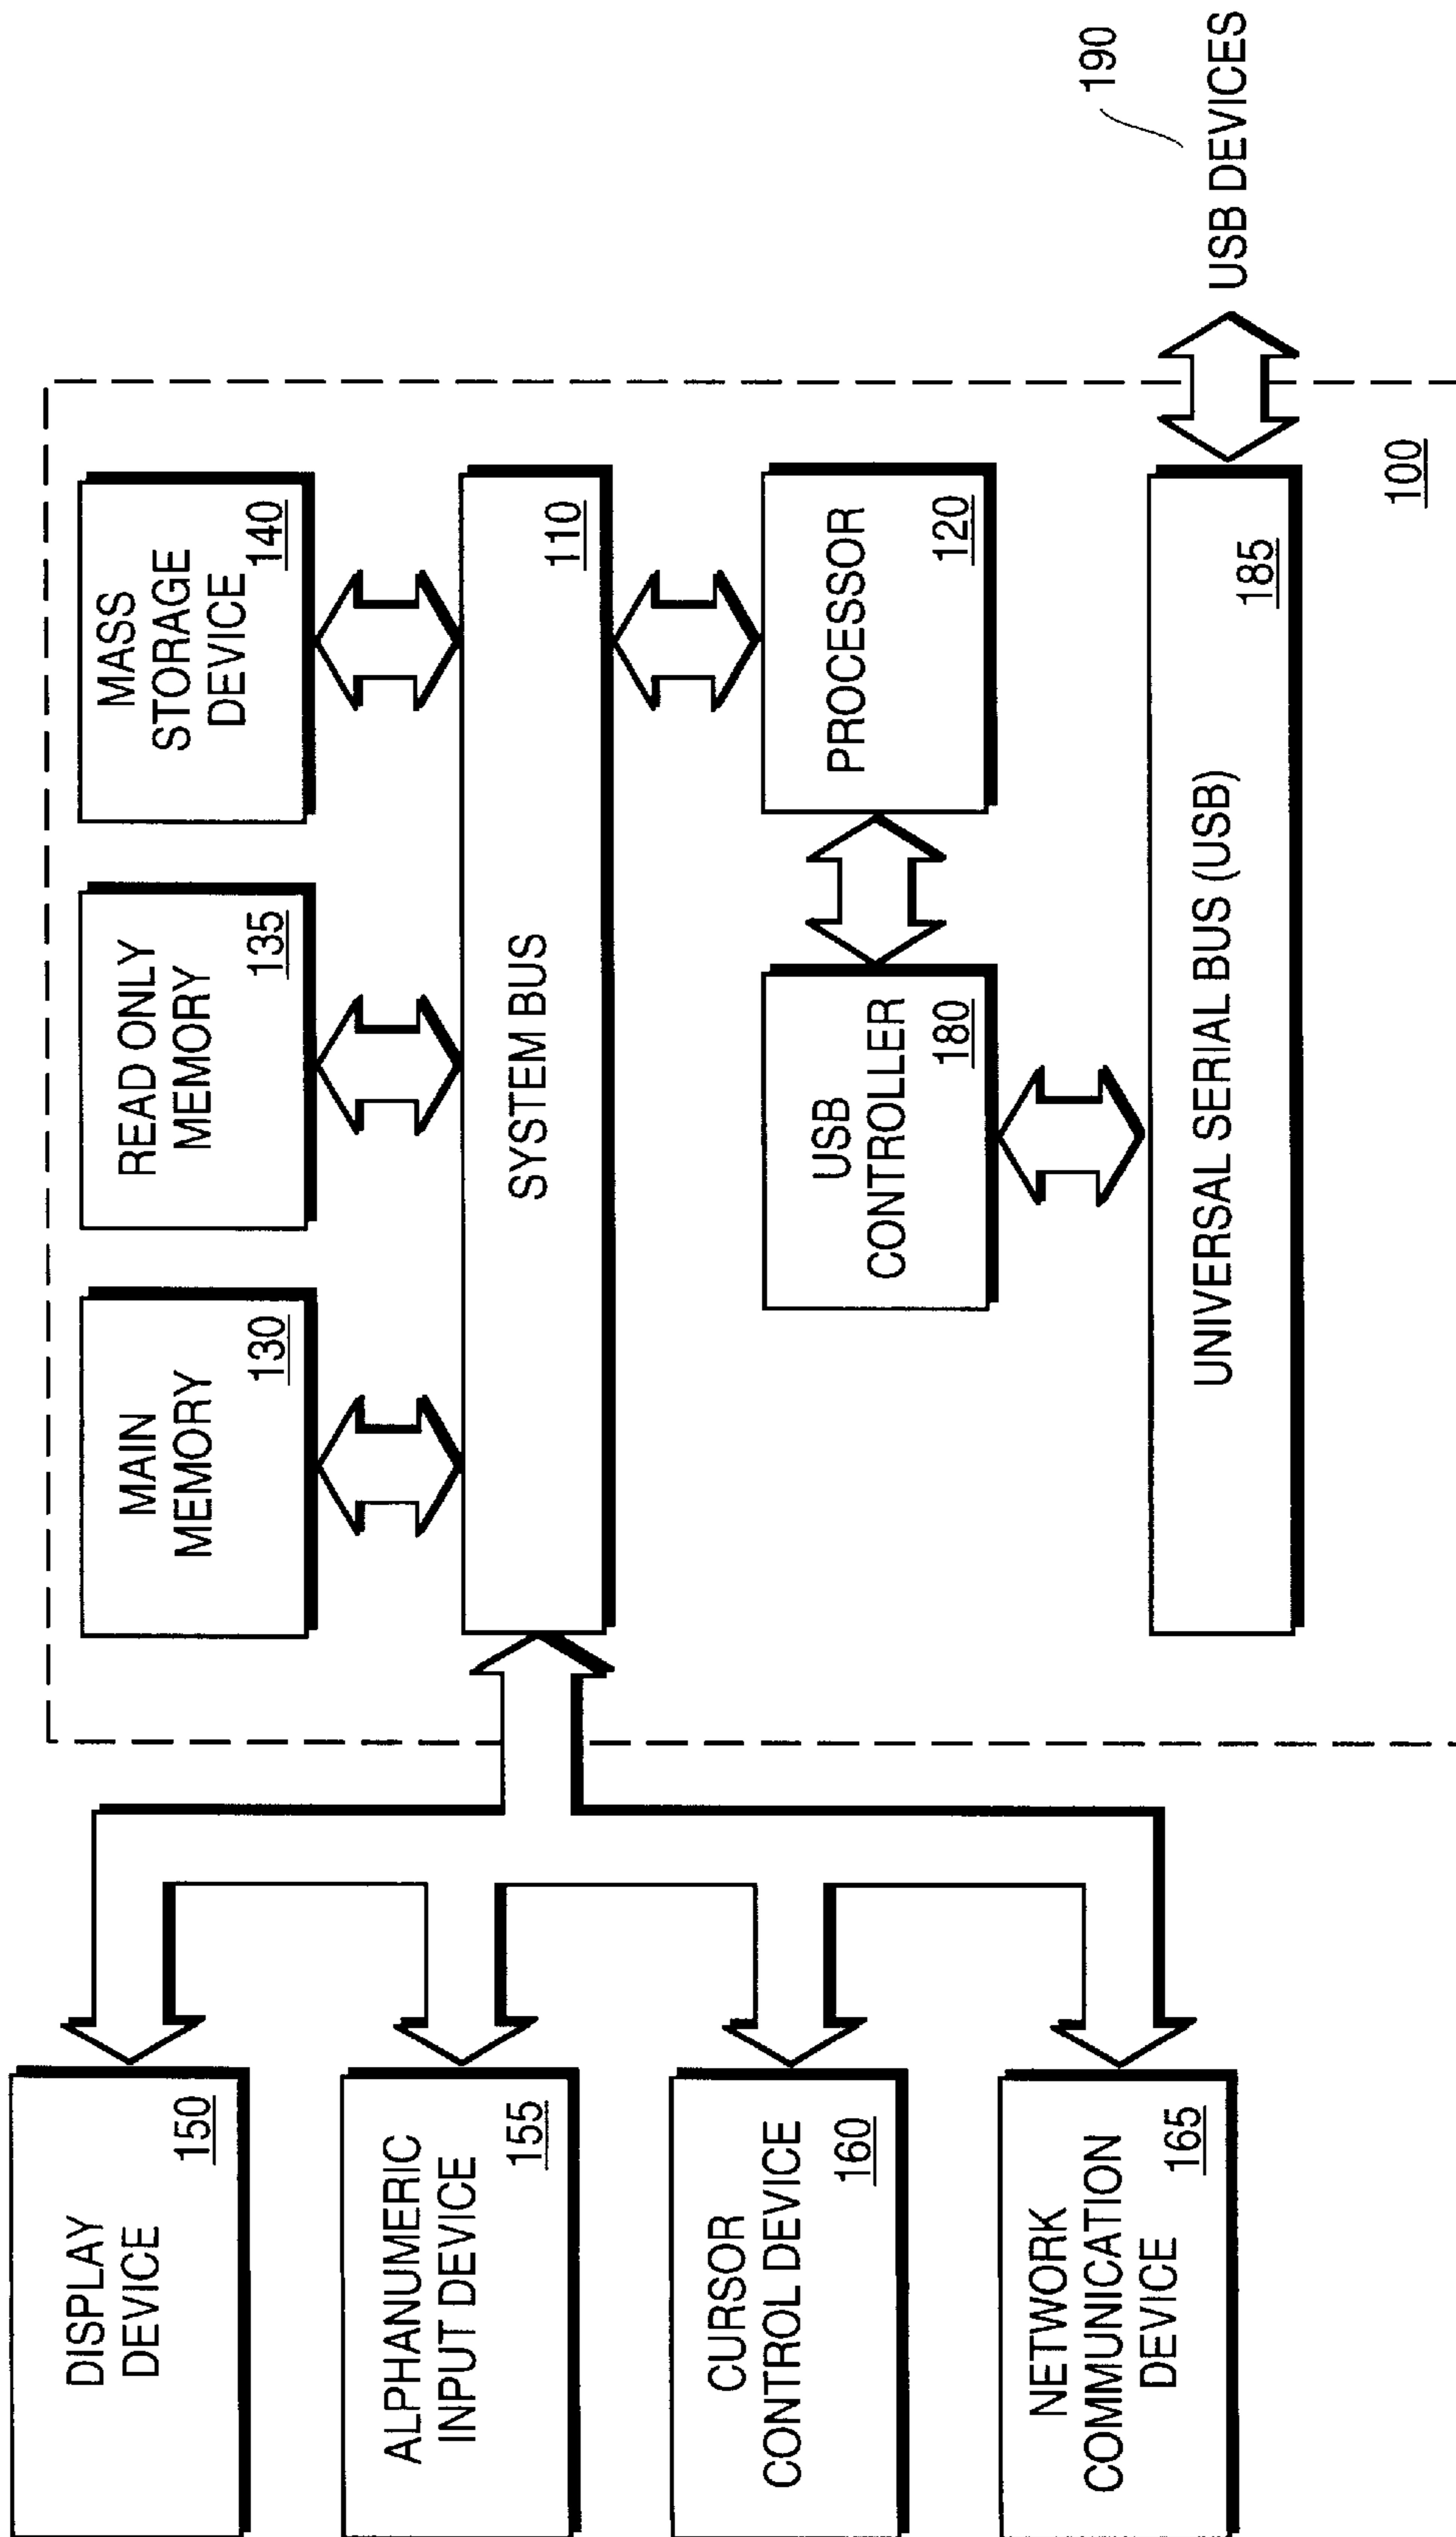 DISPLAY
DEVICE
150
ALPHANUMERIC
INPUT DEVICE
155
CURSOR
CONTROL DEVICE
160
NETWORK
COMMUNICATION
DEVICE
165
MAIN
MEMORY
130
READ ONLY
MEMORY
135
MASS
STORAGE
DEVICE
140
SYSTEM BUS
110
USB
CONTROLLER
180
PROCESSOR
120
UNIVERSAL SERIAL BUS (USB)
185
100
190
USB DEVICES